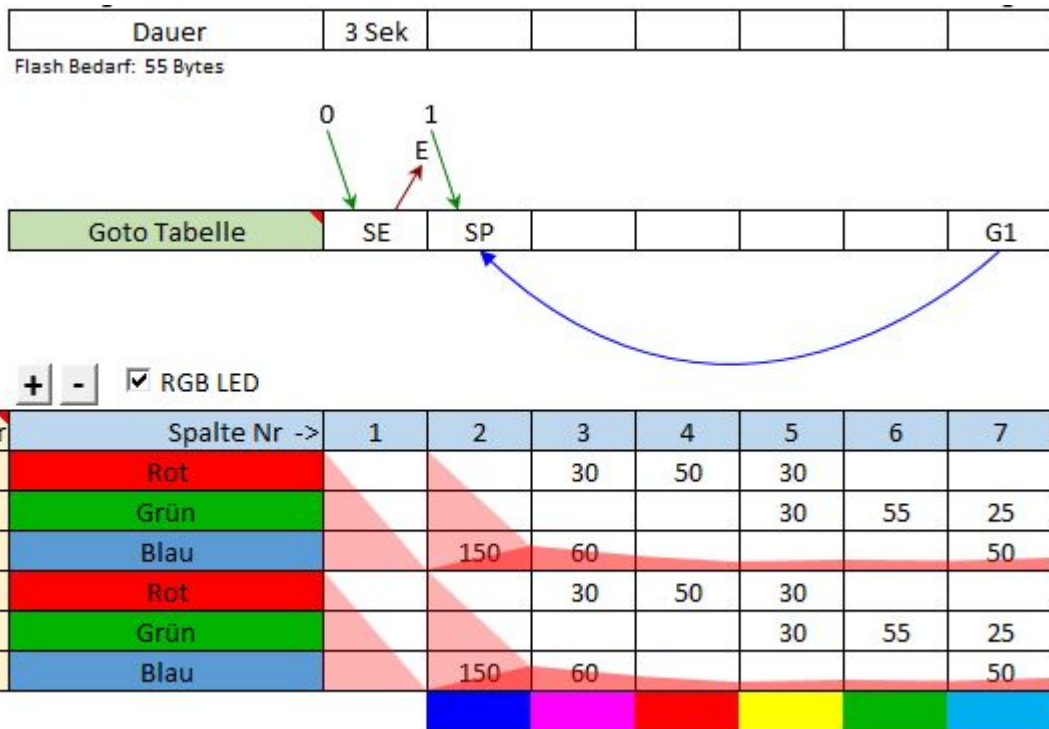 Dauer 3 Sek
Flash Bedarf: 55 Bytes
0 1
E
Goto Tabelle SE SP G1
+ - RGB LED
r Spalte Nr -> 1 2 3 4 5 6 7
Rot 30 50 30
Grün 30 55 25
Blau 150 60 50
Rot 30 50 30
Grün 30 55 25
Blau 150 60 50